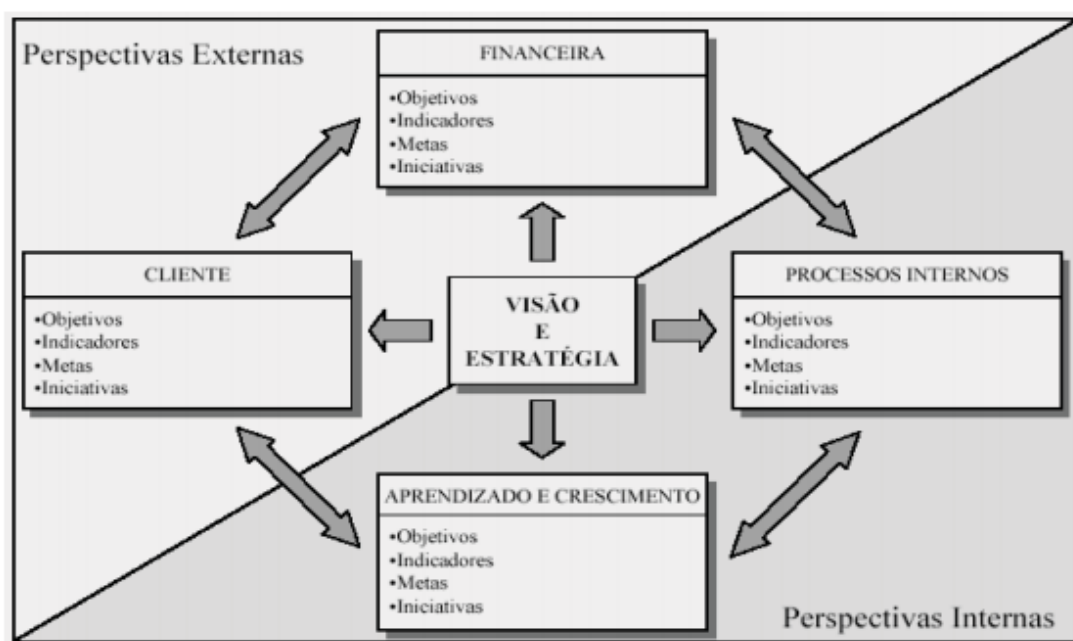 Perspectivas Externas
FINANCEIRA
•Objetivos
•Indicadores
•Metas
•Iniciativas
CLIENTE
•Objetivos
•Indicadores
•Metas
•Iniciativas
VISÃO
E
ESTRATÉGIA
PROCESSOS INTERNOS
•Objetivos
•Indicadores
•Metas
•Iniciativas
APRENDIZADO E CRESCIMENTO
•Objetivos
•Indicadores
•Metas
•Iniciativas
Perspectivas Internas